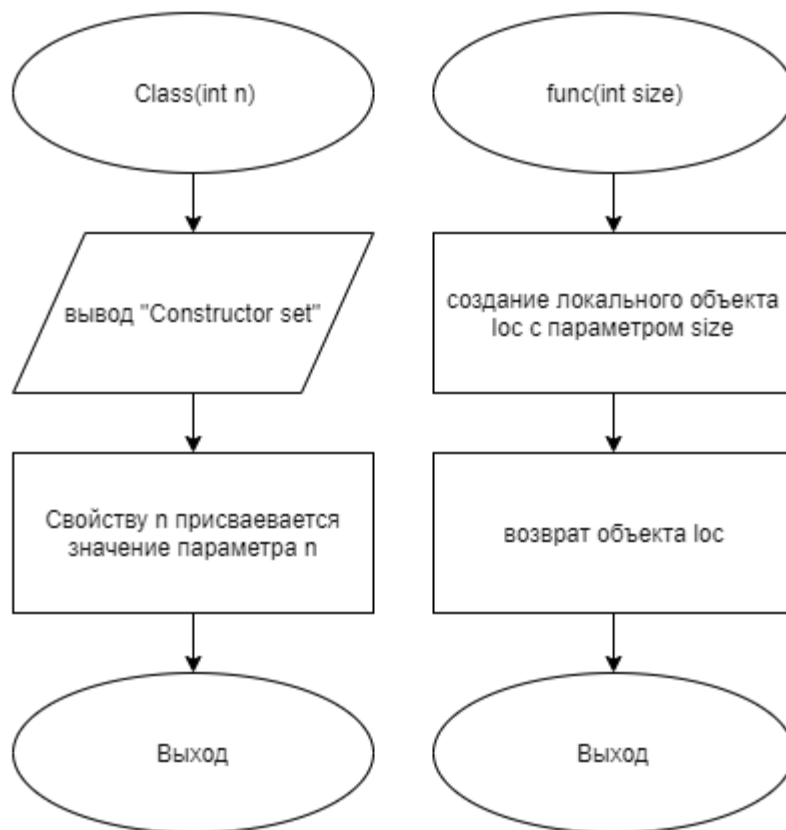 Class(int n)
вывод "Constructor set"
Свойству n присваевается
значение параметра n
Выход
func(int size)
создание локального объекта
loc с параметром size
возврат объекта loc
Выход